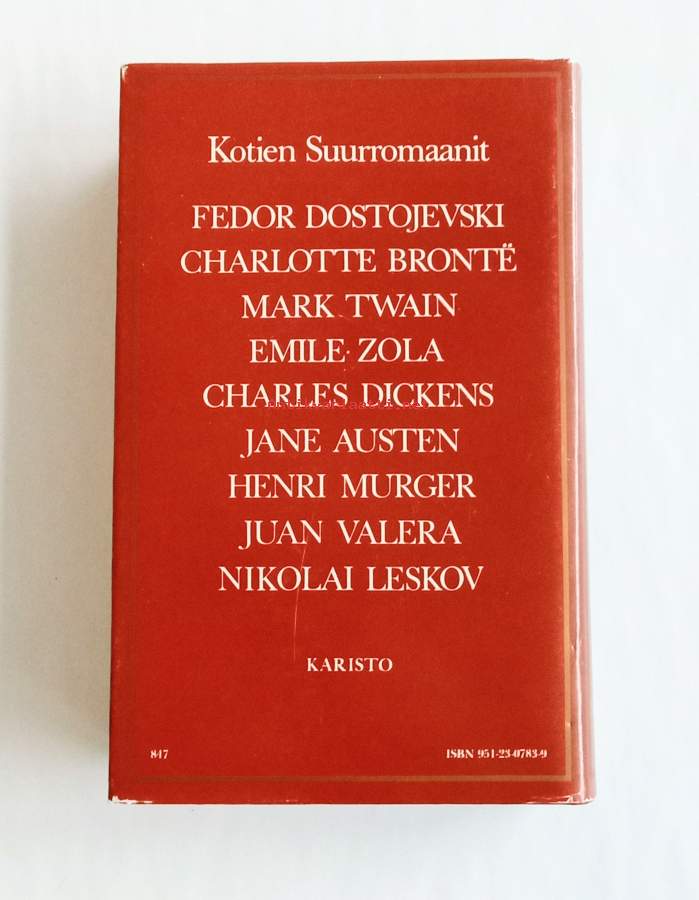 Kotien Suurromaanit
FEDOR DOSTOJEVSKI
CHARLOTTE BRONTË
MARK TWAIN
EMILE ZOLA
CHARLES DICKENS
JANE AUSTEN
HENRI MURGER
JUAN VALERA
NIKOLAI LESKOV
KARISTO
847
ISBN 951-23-0783-9